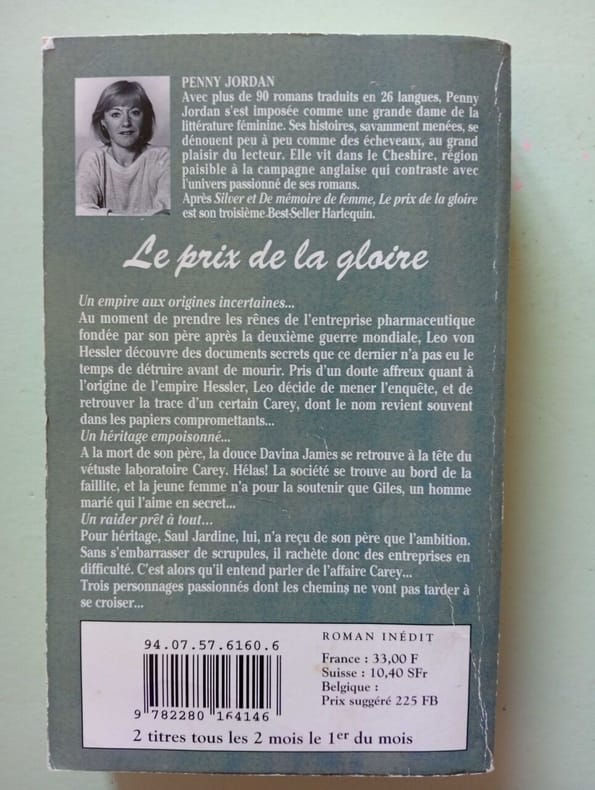 PENNY JORDAN
Avec plus de 90 romans traduits en 26 langues, Penny
Jordan s'est imposée comme une grande dame de la
littérature féminine. Ses histoires, savamment menées, se
dénouent peu à peu comme des écheveaux, au grand
plaisir du lecteur. Elle vit dans le Cheshire, région
paisible à la campagne anglaise qui contraste avec
l'univers passionné de ses romans.
Après Silver et De mémoire de femme, Le prix de la gloire
est son troisième Best-Seller Harlequin.
Le prix de la gloire
Un empire aux origines incertaines...
Au moment de prendre les rênes de l'entreprise pharmaceutique
fondée par son père après la deuxième guerre mondiale, Leo von
Hessler découvre des documents secrets que ce dernier n'a pas eu le
temps de détruire avant de mourir. Pris d'un doute affreux quant à
l'origine de l'empire Hessler, Leo décide de mener l'enquête, et de
retrouver la trace d'un certain Carey, dont le nom revient souvent
dans les papiers compromettants...
Un héritage empoisonné...
A la mort de son père, la douce Davina James se retrouve à la tête du
vétuste laboratoire Carey. Hélas! La société se trouve au bord de la
faillite, et la jeune femme n'a pour la soutenir que Giles, un homme
marié qui l'aime en secret...
Un raider prêt à tout...
Pour héritage, Saul Jardine, lui, n'a reçu de son père que l'ambition.
Sans s'embarrasser de scrupules, il rachète donc des entreprises en
difficulté. C'est alors qu'il entend parler de l'affaire Carey...
Trois personnages passionnés dont les chemins ne vont pas tarder à
se croiser...
94.07.57.6160.6
9 782280 164146
ROMAN INÉDIT
France : 33,00 F
Suisse : 10,40 SFr
Belgique :
Prix suggéré 225 FB
2 titres tous les 2 mois le 1er du mois